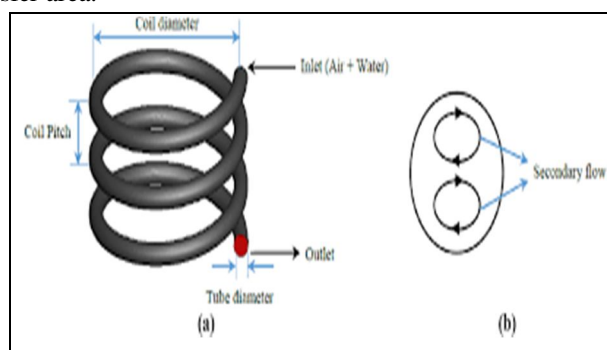 Coil diameter
Inlet (Air + Water)
Coil Pitch
Secondary flow
Outlet
Tube diameter
(a)
(b)